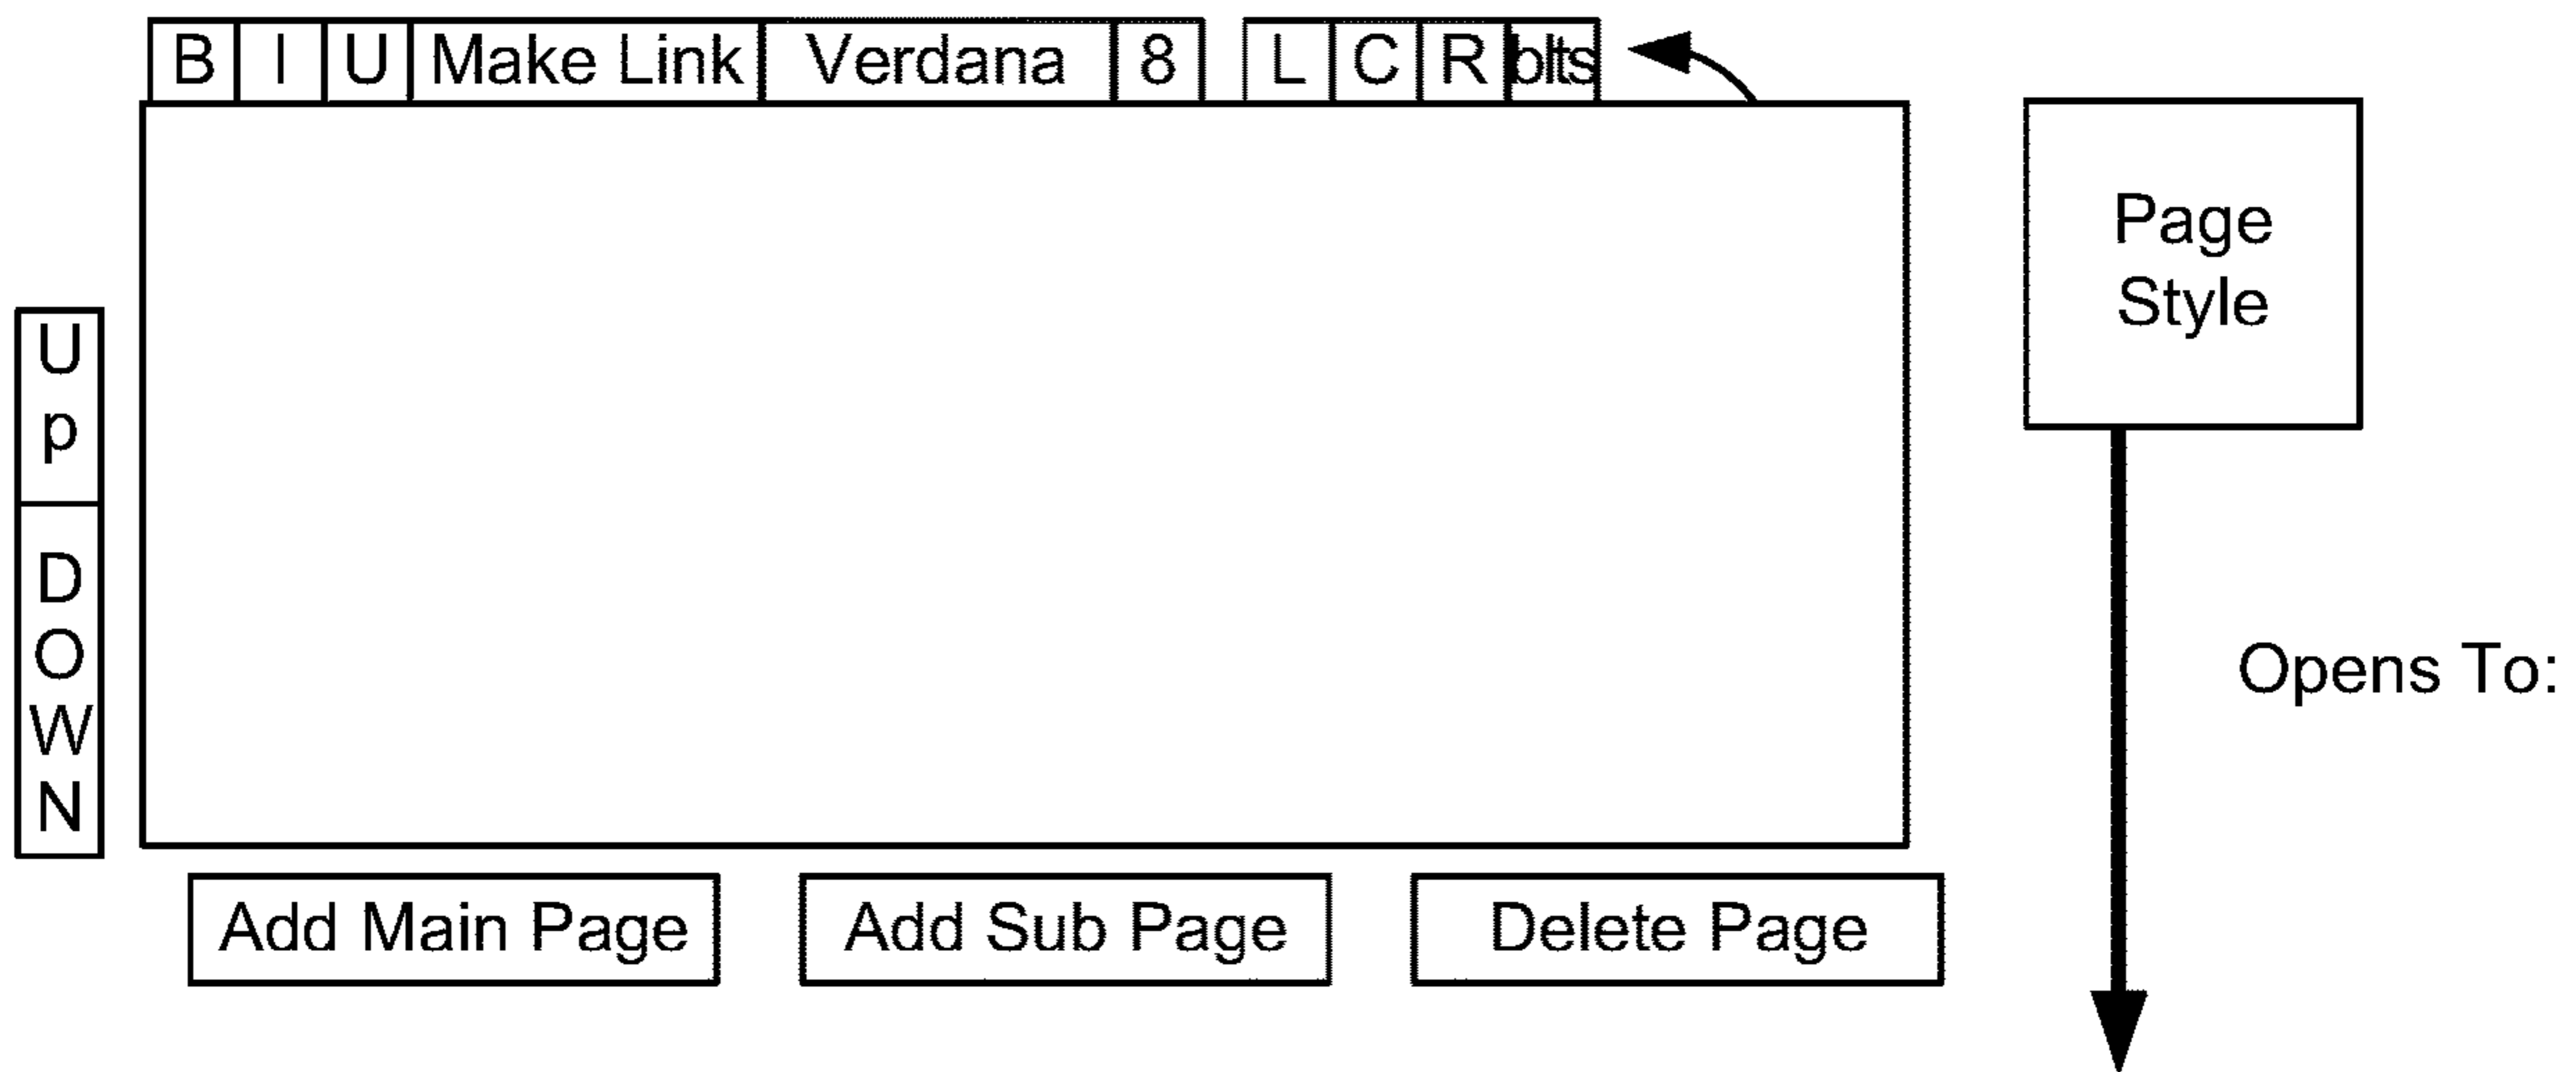 B I U Make Link Verdana 8 L C R blts
Page
Style
Up
DOWN
Opens To:
Add Main Page Add Sub Page Delete Page